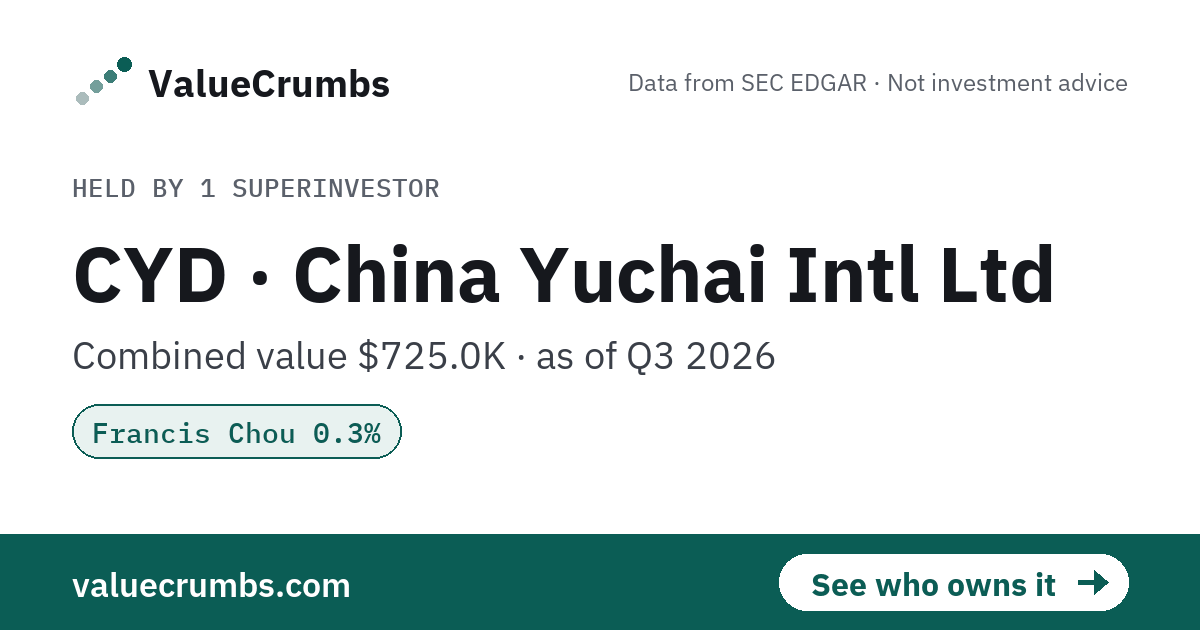 ValueCrumbs
Data from SEC EDGAR · Not investment advice
HELD BY 1 SUPERINVESTOR
CYD · China Yuchai Intl Ltd
Combined value $725.0K · as of Q3 2026
Francis Chou 0.3%
valuecrumbs.com
See who owns it →